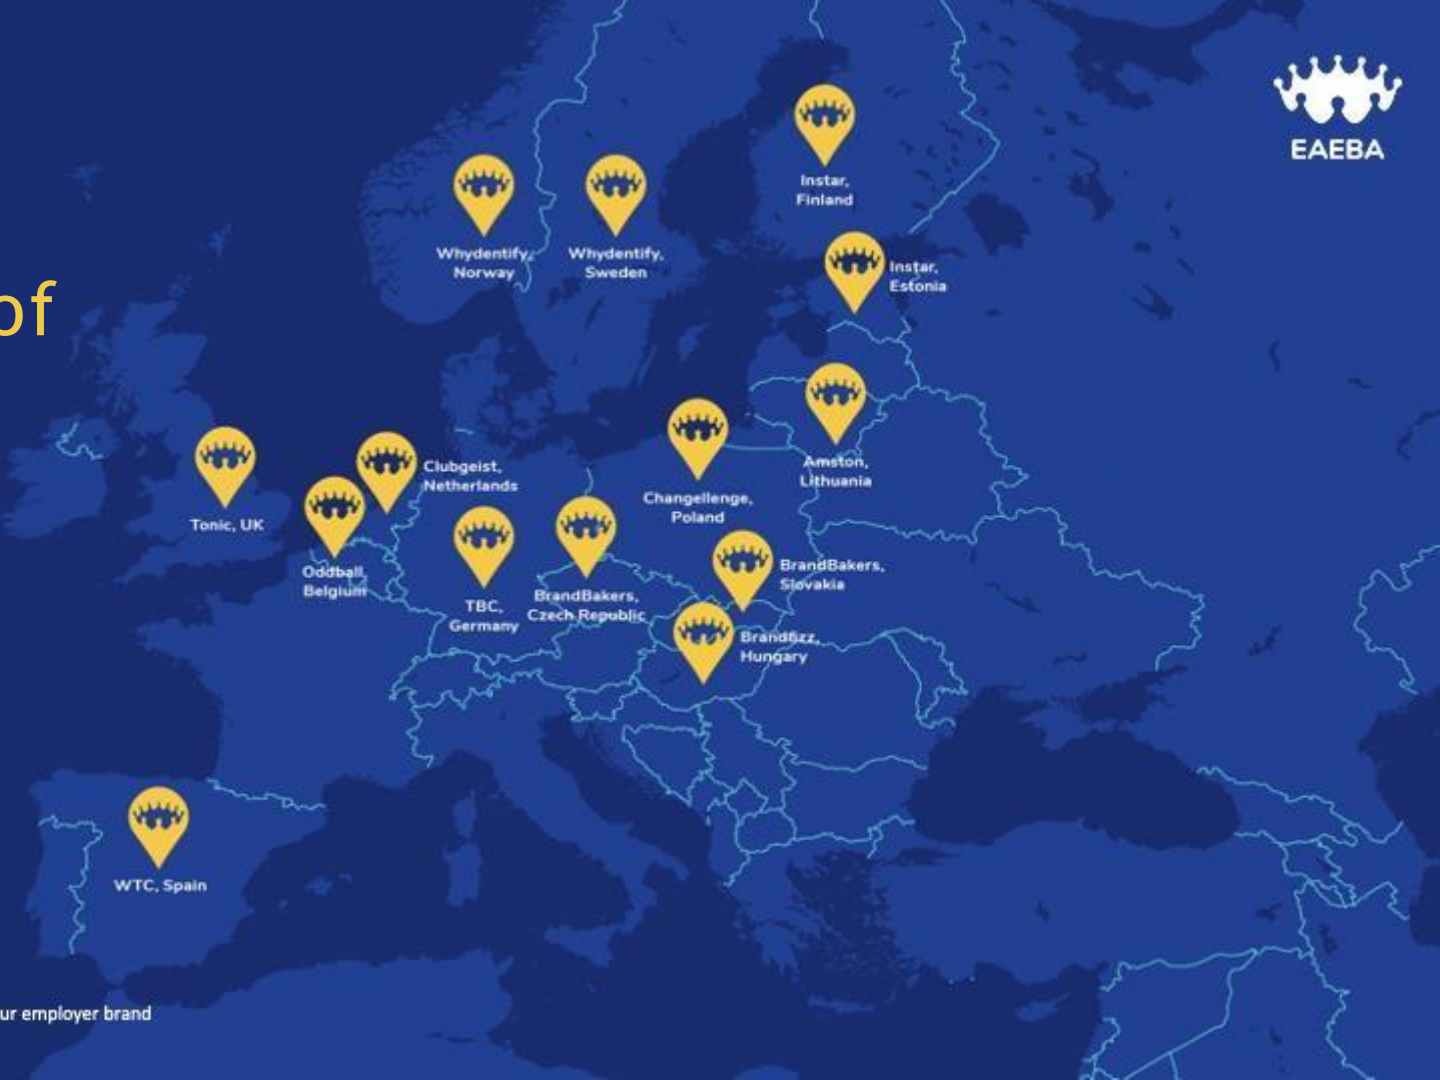 EAEBA
Instar,
Finland
Whydentify,
Norway
Whydentify,
Sweden
Instar,
Estonia
of
Amston,
Lithuania
Clubgeist,
Netherlands
Changellenge,
Poland
Tonic, UK
Oddball,
Belgium
TBC,
Germany
BrandBakers,
Czech Republic
BrandBakers,
Slovakia
Brandfizz,
Hungary
WTC, Spain
ur employer brand